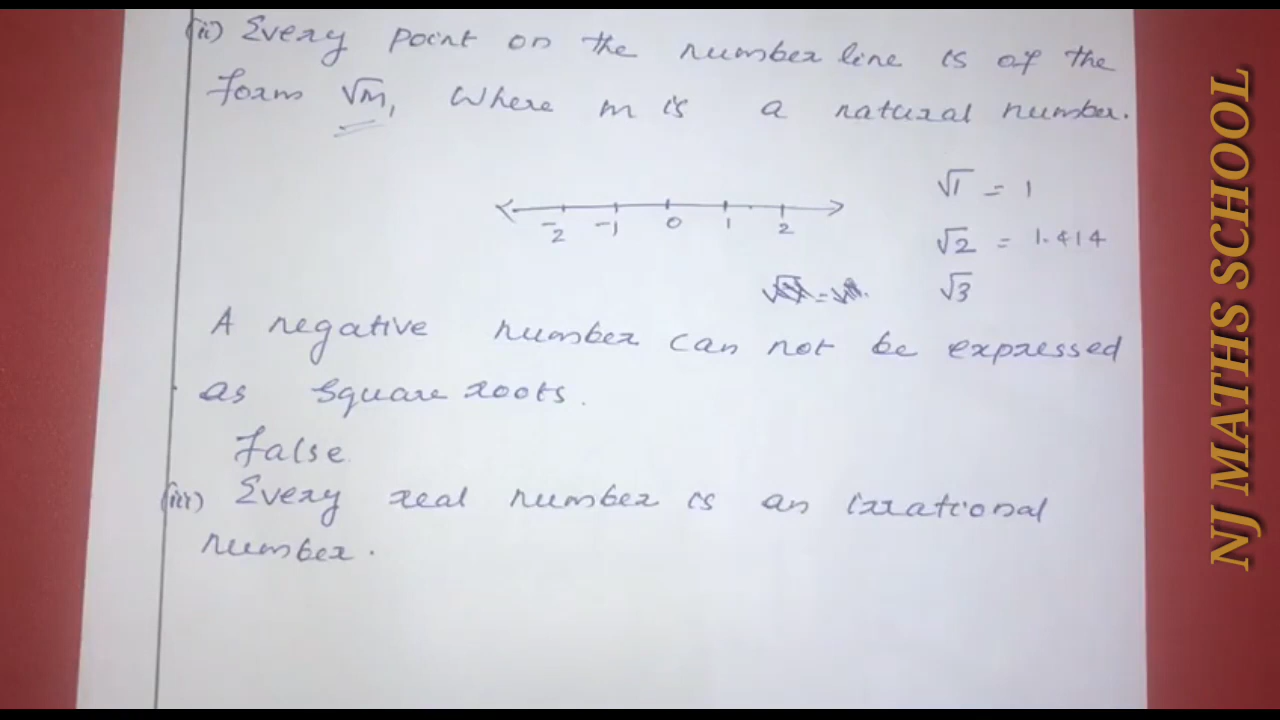 (ii) Every point on the number line is of the
form √m, where m is a natural number.
√1 = 1
-2 -1 0 1 2
√2 = 1.414
√3
A negative number can not be expressed
as square roots.
False
(iii) Every real number is an irrational
number.
NJ MATHS SCHOOL